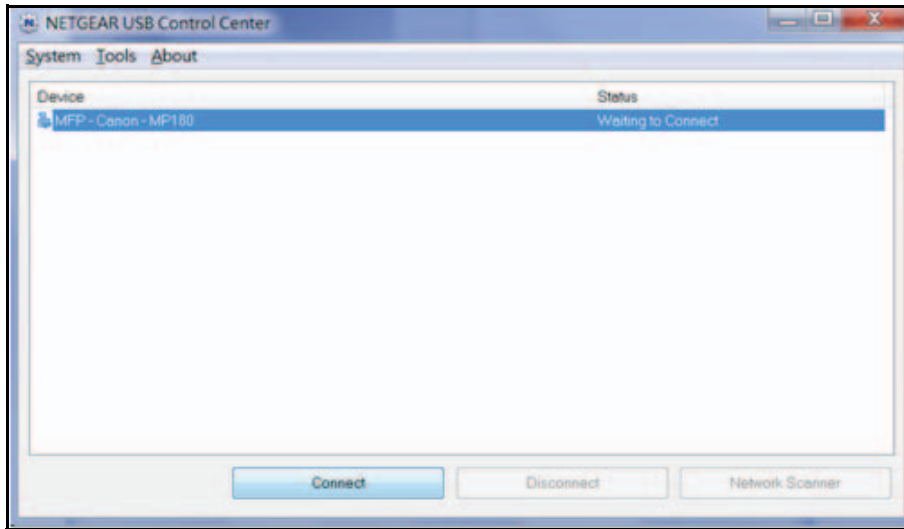 NETGEAR USB Control Center
System Tools About
Device Status
MFP - Canon - MP180 Waiting to Connect
Connect Disconnect Network Scanner